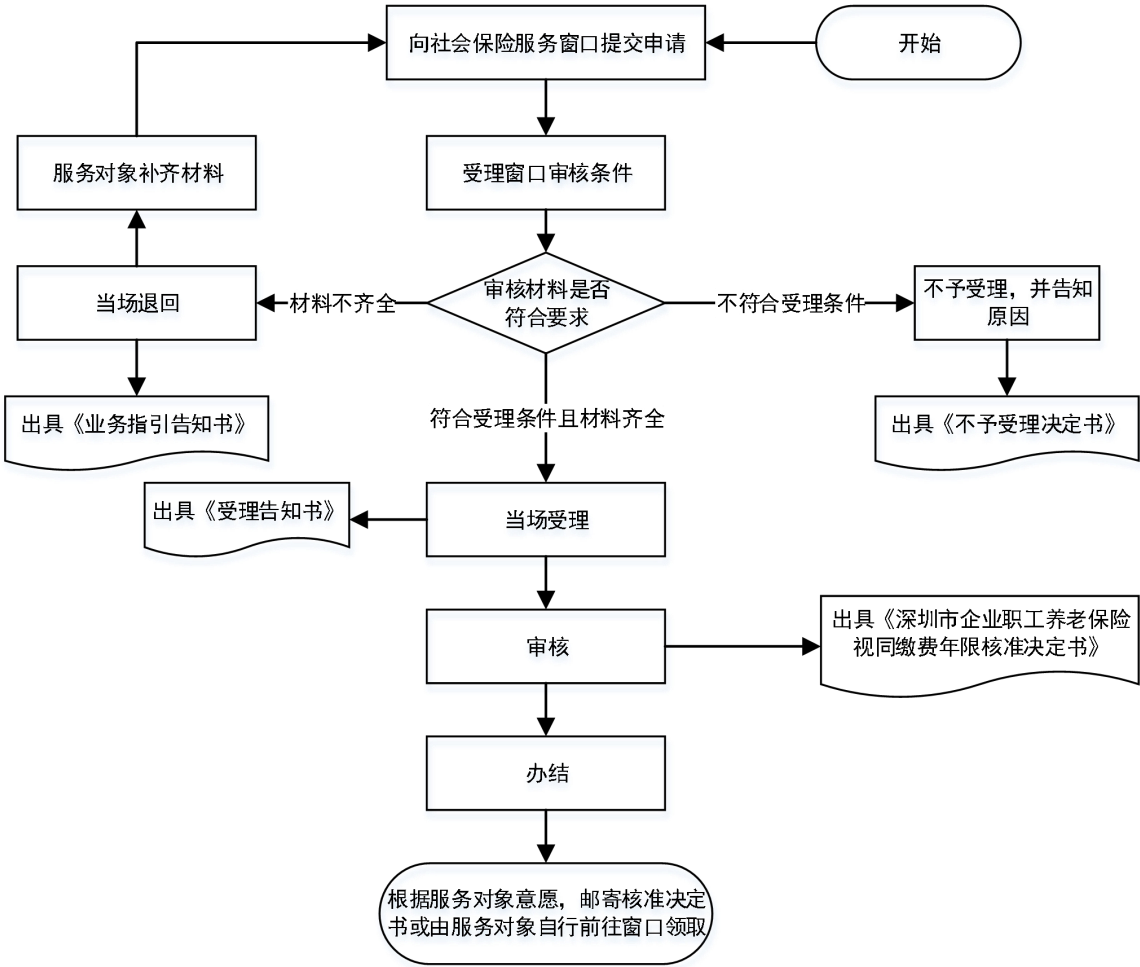 向社会保险服务窗口提交申请
开始
服务对象补齐材料
受理窗口审核条件
当场退回
材料不齐全
审核材料是否
符合要求
不符合受理条件
不予受理，并告知
原因
出具《业务指引告知书》
符合受理条件且材料齐全
出具《不予受理决定书》
出具《受理告知书》
当场受理
审核
出具《深圳市企业职工养老保险
视同缴费年限核准决定书》
办结
根据服务对象意愿，邮寄核准决定
书或由服务对象自行前往窗口领取